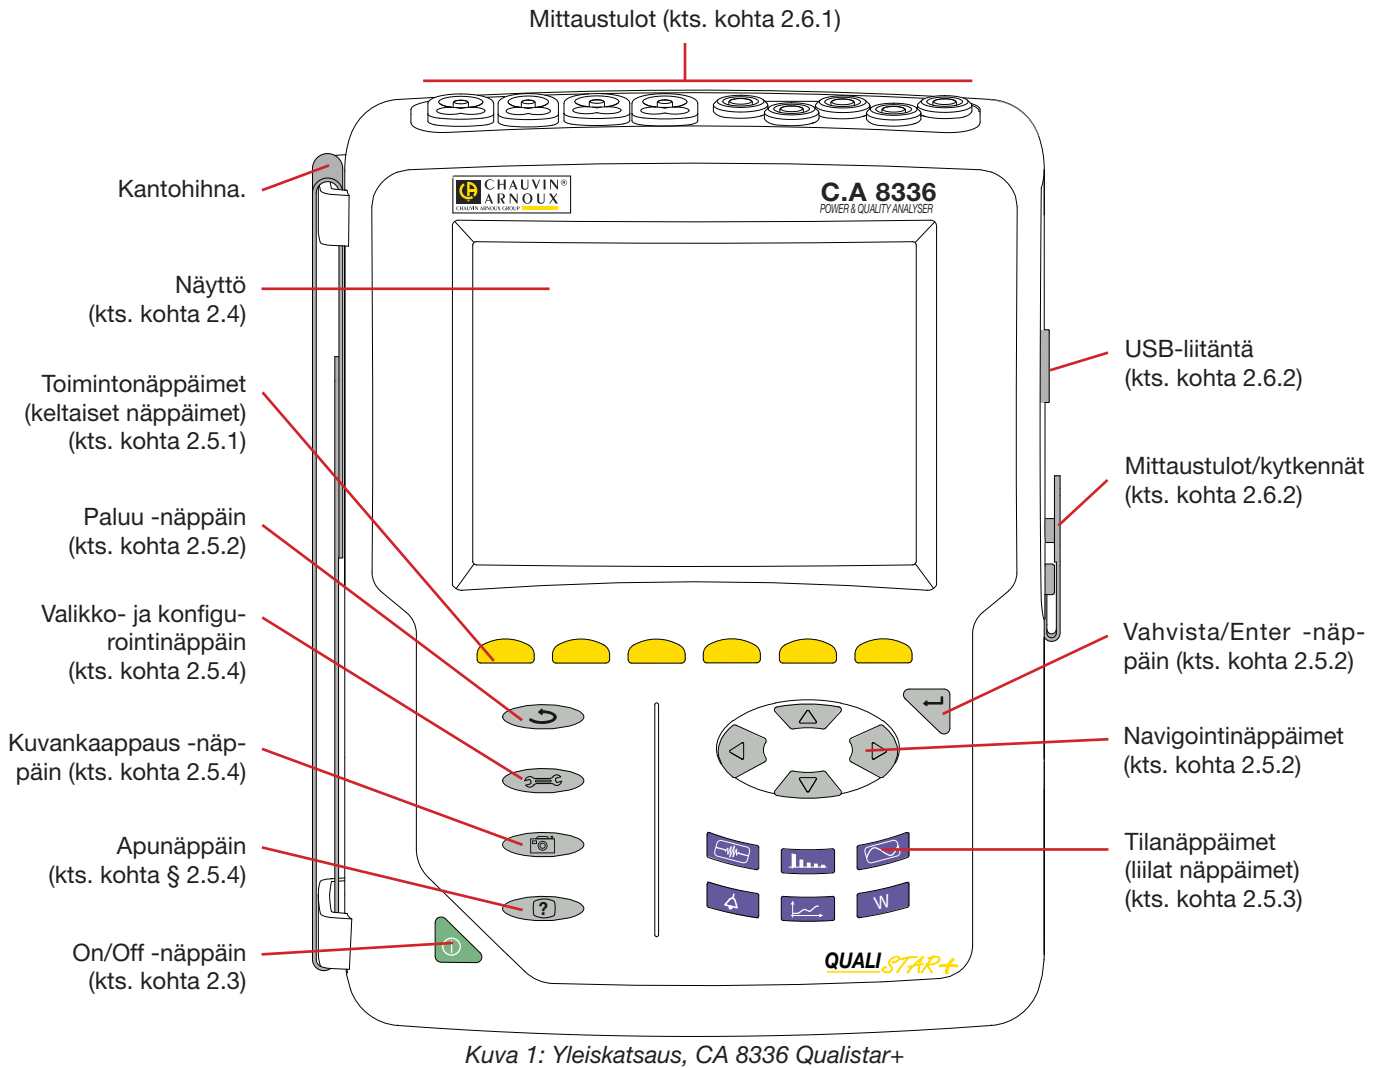 Mittaustulot (kts. kohta 2.6.1)
Kantohihna.
Näyttö
(kts. kohta 2.4)
Toimintonäppäimet
(keltaiset näppäimet)
(kts. kohta 2.5.1)
Paluu -näppäin
(kts. kohta 2.5.2)
Valikko- ja konfigu-
rointinäppäin
(kts. kohta 2.5.4)
Kuvankaappaus -näp-
päin (kts. kohta 2.5.4)
Apunäppäin
(kts. kohta § 2.5.4)
On/Off -näppäin
(kts. kohta 2.3)
CHAUVIN®
ARNOUX
CHAUVIN ARNOUX GROUP
C.A 8336
POWER & QUALITY ANALYSER
?
W
QUALISTAR+
USB-liitäntä
(kts. kohta 2.6.2)
Mittaustulot/kytkennät
(kts. kohta 2.6.2)
Vahvista/Enter -näp-
päin (kts. kohta 2.5.2)
Navigointinäppäimet
(kts. kohta 2.5.2)
Tilanäppäimet
(liilat näppäimet)
(kts. kohta 2.5.3)
Kuva 1: Yleiskatsaus, CA 8336 Qualistar+